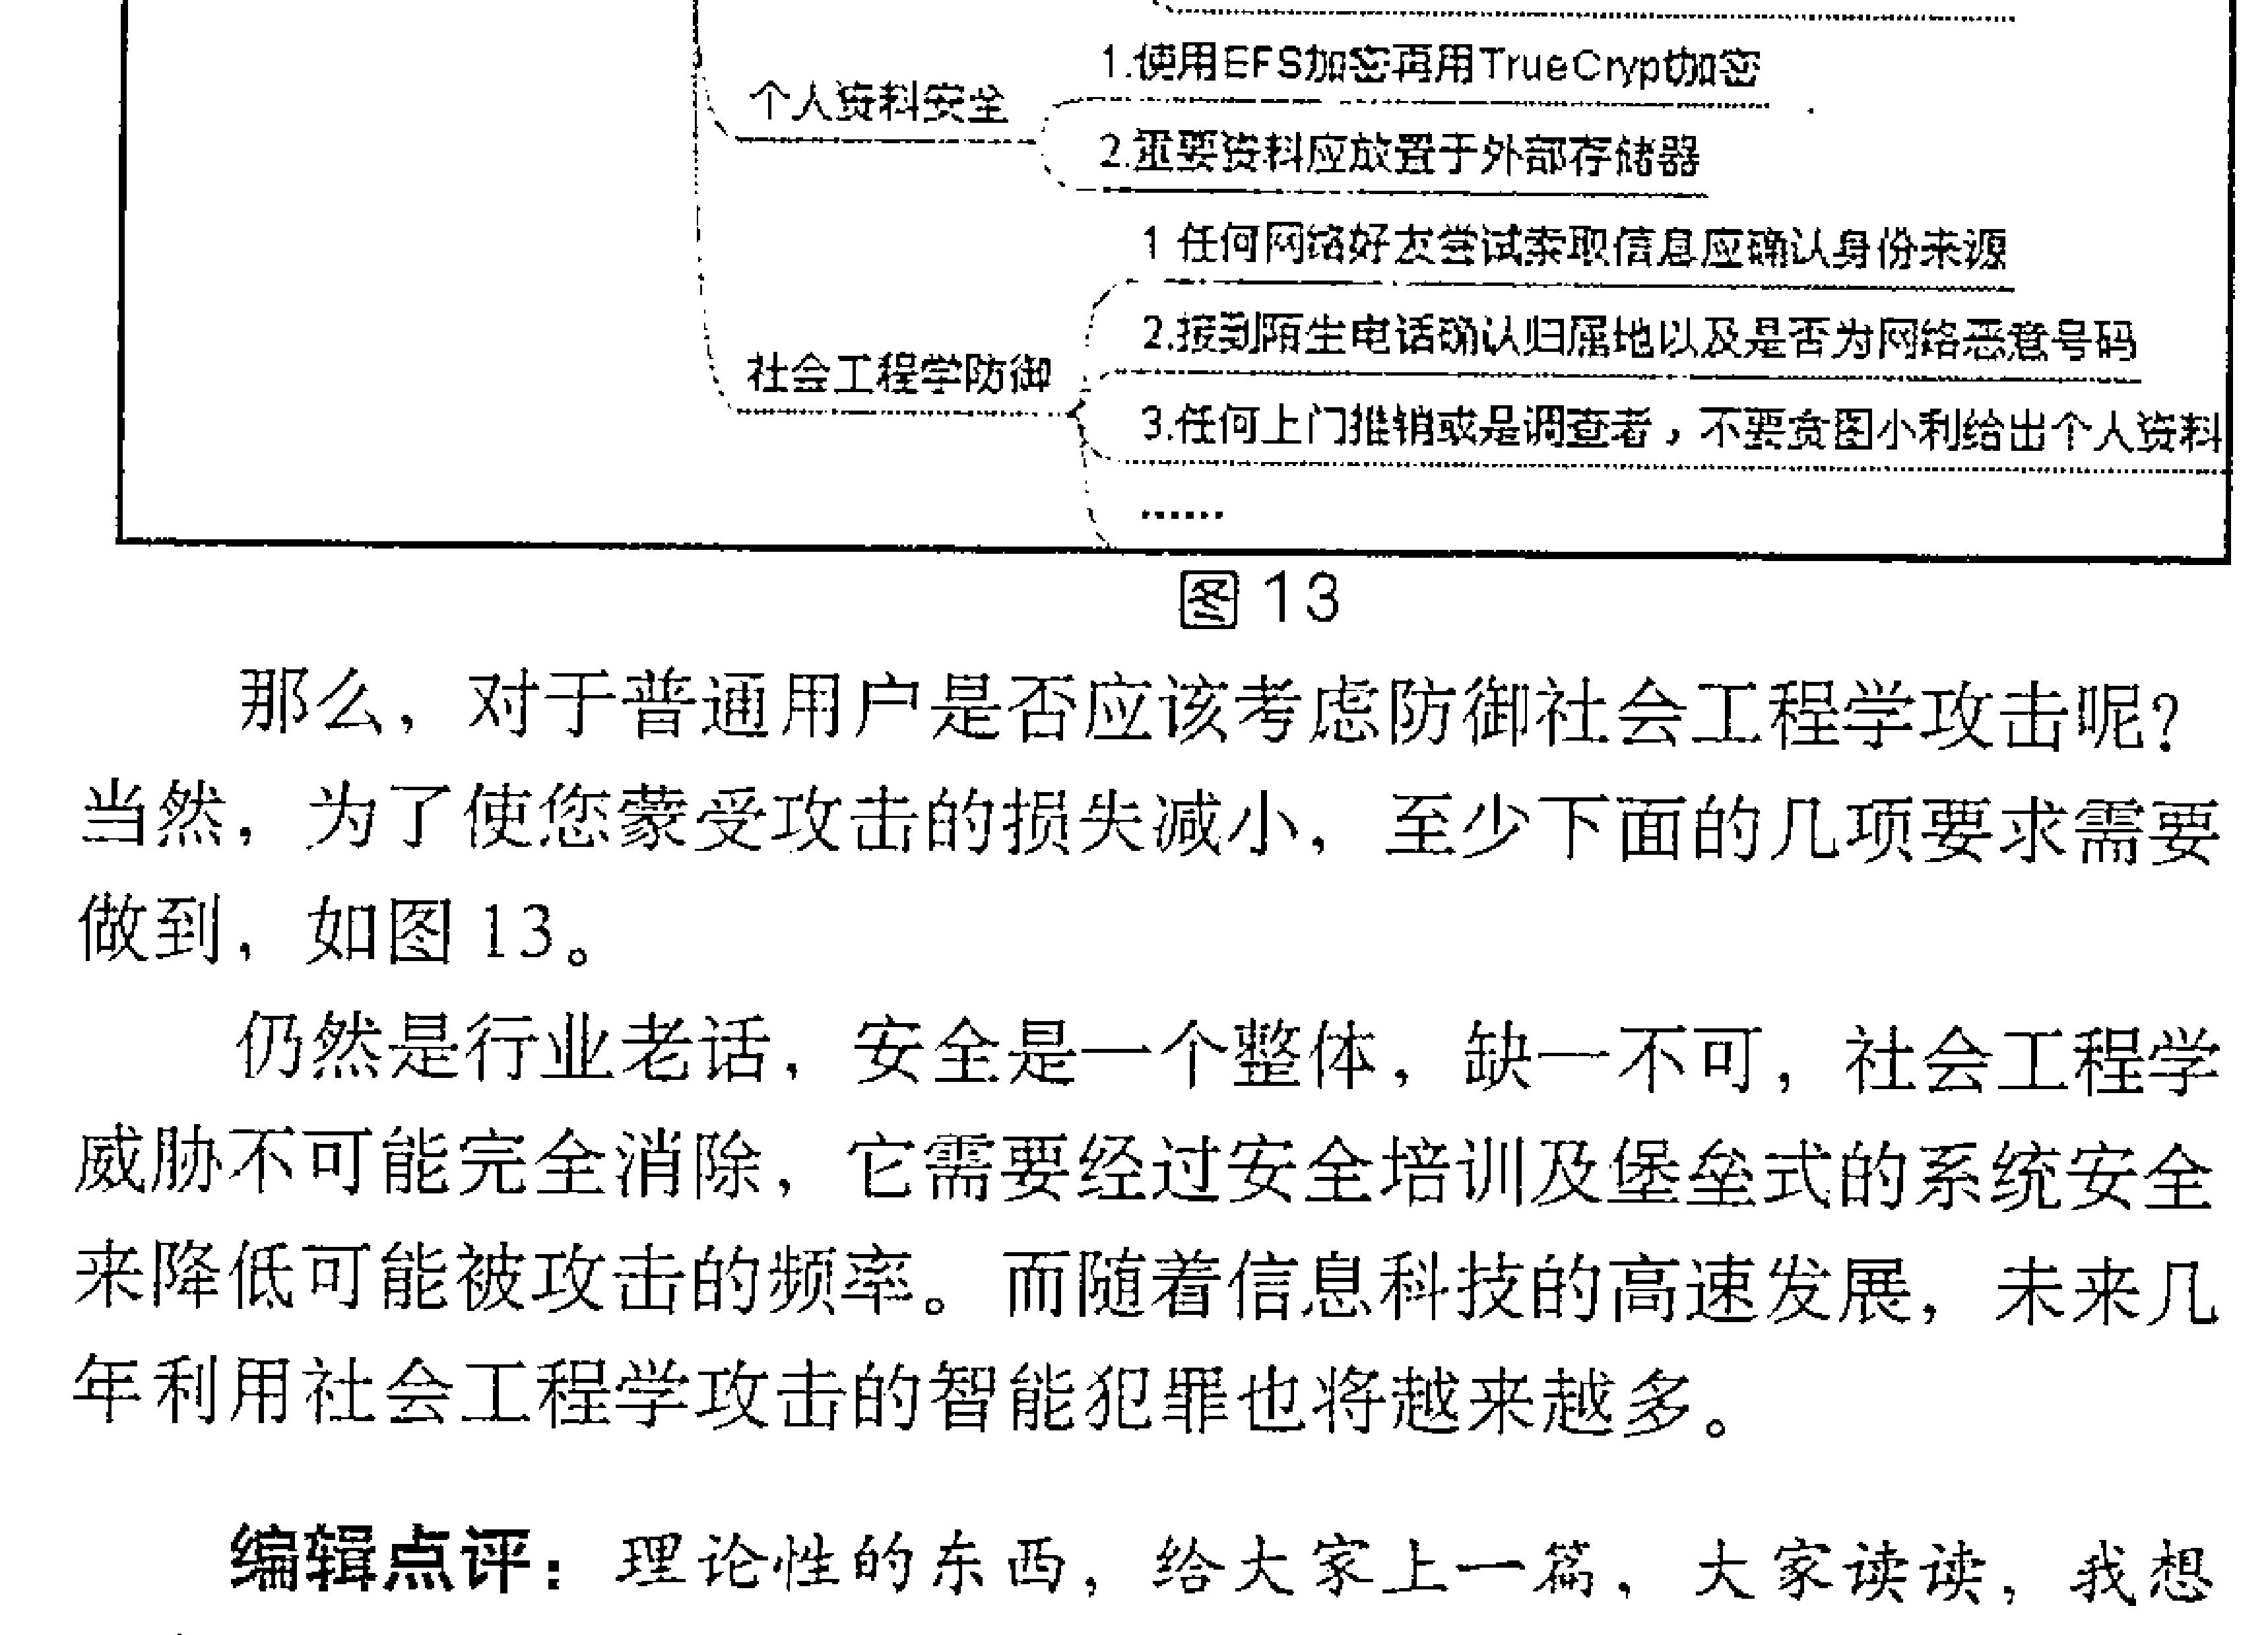 1.使用EFS加密再用TrueCrypt加密
个人资料安全
2.重要资料应放置于外部存储器
1 任何网络好友尝试索取信息应确认身份来源
2.接到陌生电话确认归属地以及是否为网络恶意号码
社会工程学防御
3.任何上门推销或是调查者，不要贪图小利给出个人资料
……
图 13
那么，对于普通用户是否应该考虑防御社会工程学攻击呢？
当然，为了使您蒙受攻击的损失减小，至少下面的几项要求需要
做到，如图 13。
仍然是行业老话，安全是一个整体，缺一不可，社会工程学
威胁不可能完全消除，它需要经过安全培训及堡垒式的系统安全
来降低可能被攻击的频率。而随着信息科技的高速发展，未来几
年利用社会工程学攻击的智能犯罪也将越来越多。
编辑点评：理论性的东西，给大家上一篇，大家读读，我想